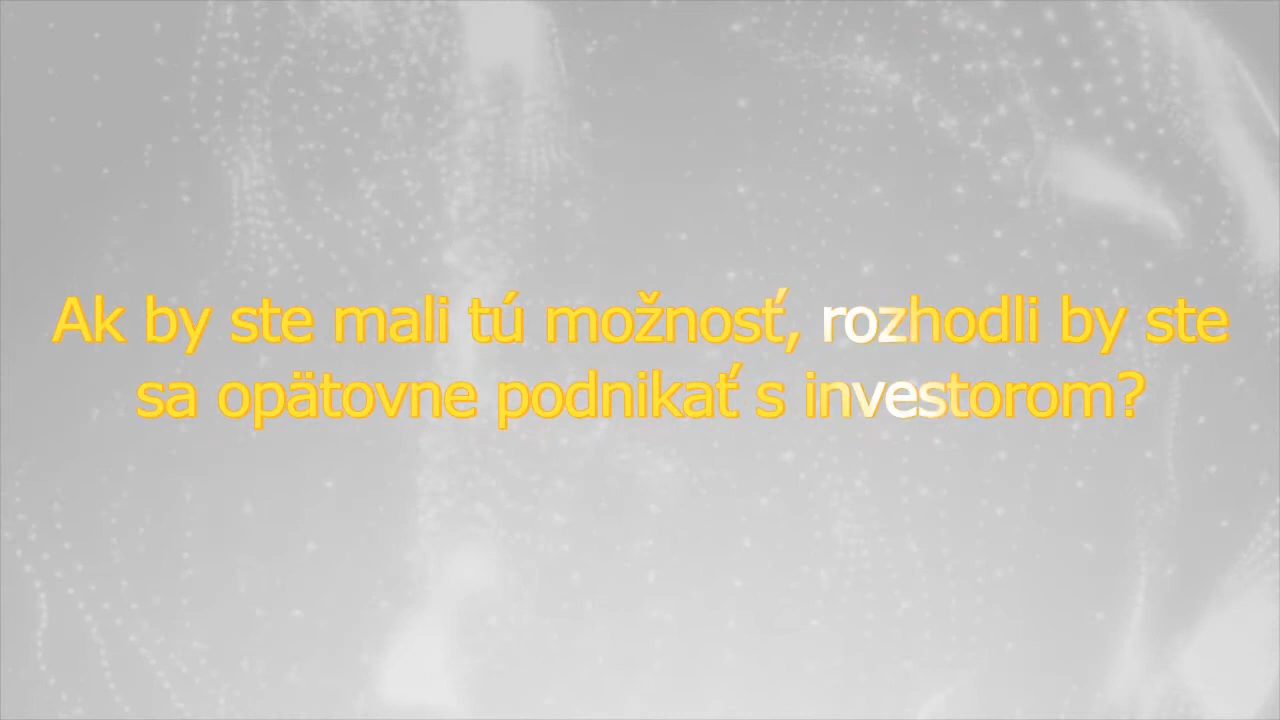 Ak by ste mali tú možnosť, rozhodli by ste
sa opätovne podnikať s investorom?